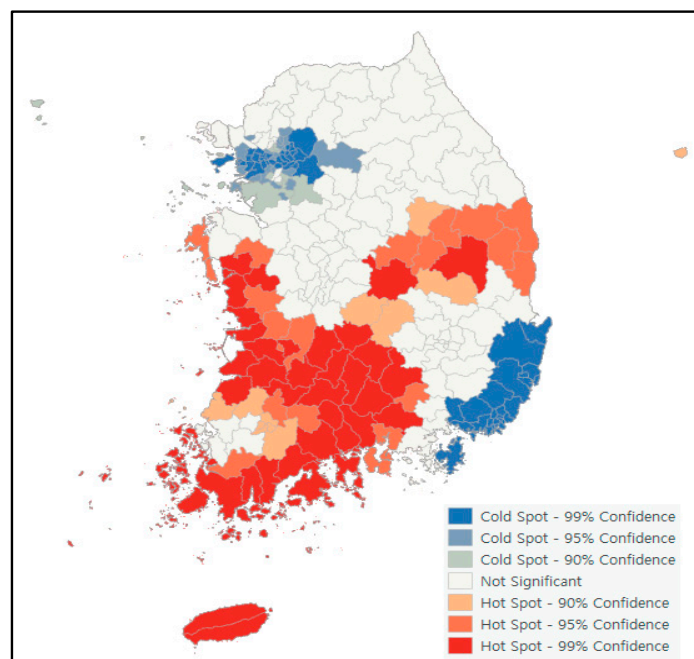 Cold Spot - 99% Confidence
Cold Spot - 95% Confidence
Cold Spot - 90% Confidence
Not Significant
Hot Spot - 90% Confidence
Hot Spot - 95% Confidence
Hot Spot - 99% Confidence